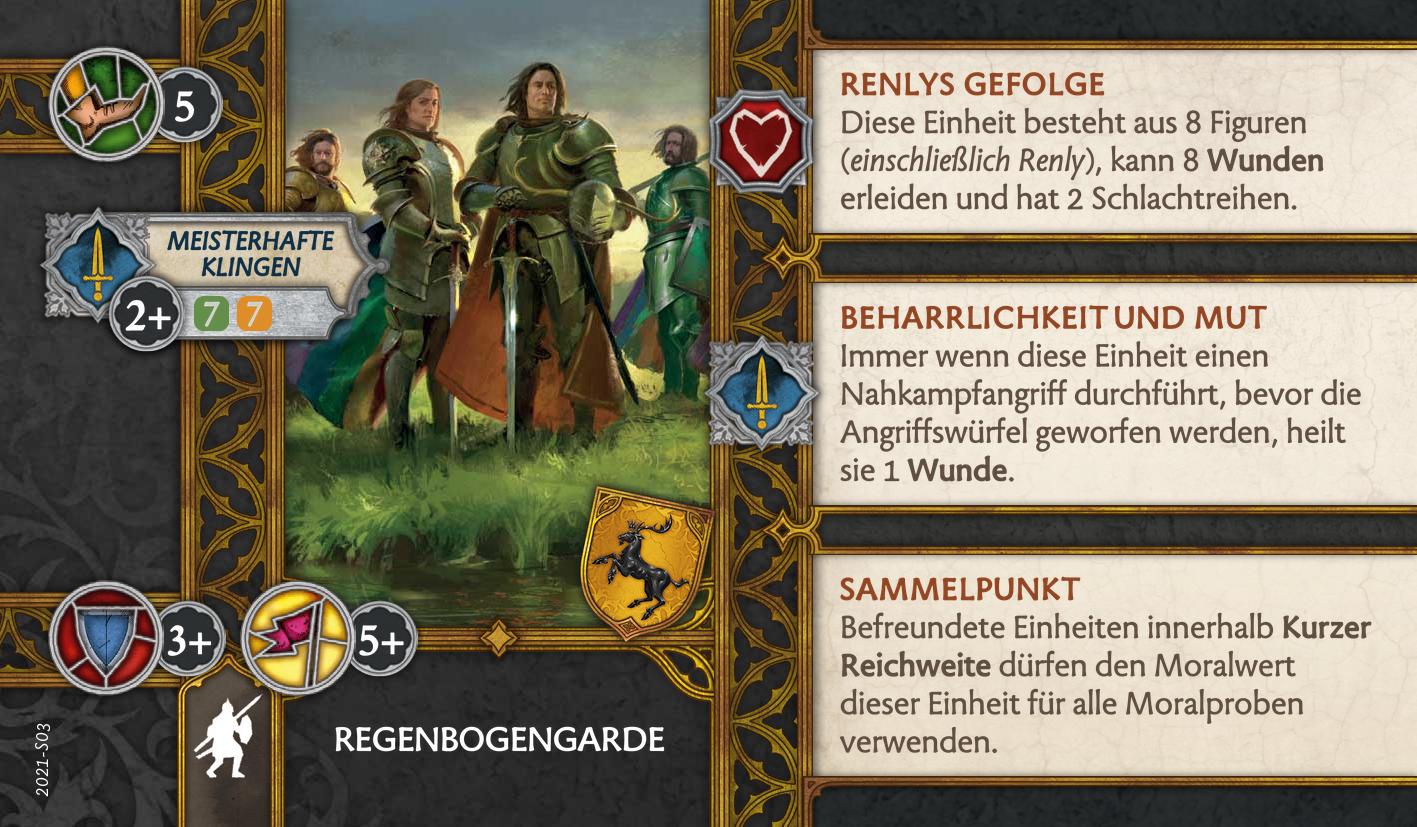 5
MEISTERHAFTE
KLINGEN
2+
7 7
3+
5+
REGENBOGENGARDE
2021-S03
RENLYS GEFOLGE
Diese Einheit besteht aus 8 Figuren
(einschließlich Renly), kann 8 Wunden
erleiden und hat 2 Schlachtreihen.
BEHARRLICHKEIT UND MUT
Immer wenn diese Einheit einen
Nahkampfangriff durchführt, bevor die
Angriffswürfel geworfen werden, heilt
sie 1 Wunde.
SAMMELPUNKT
Befreundete Einheiten innerhalb Kurzer
Reichweite dürfen den Moralwert
dieser Einheit für alle Moralproben
verwenden.